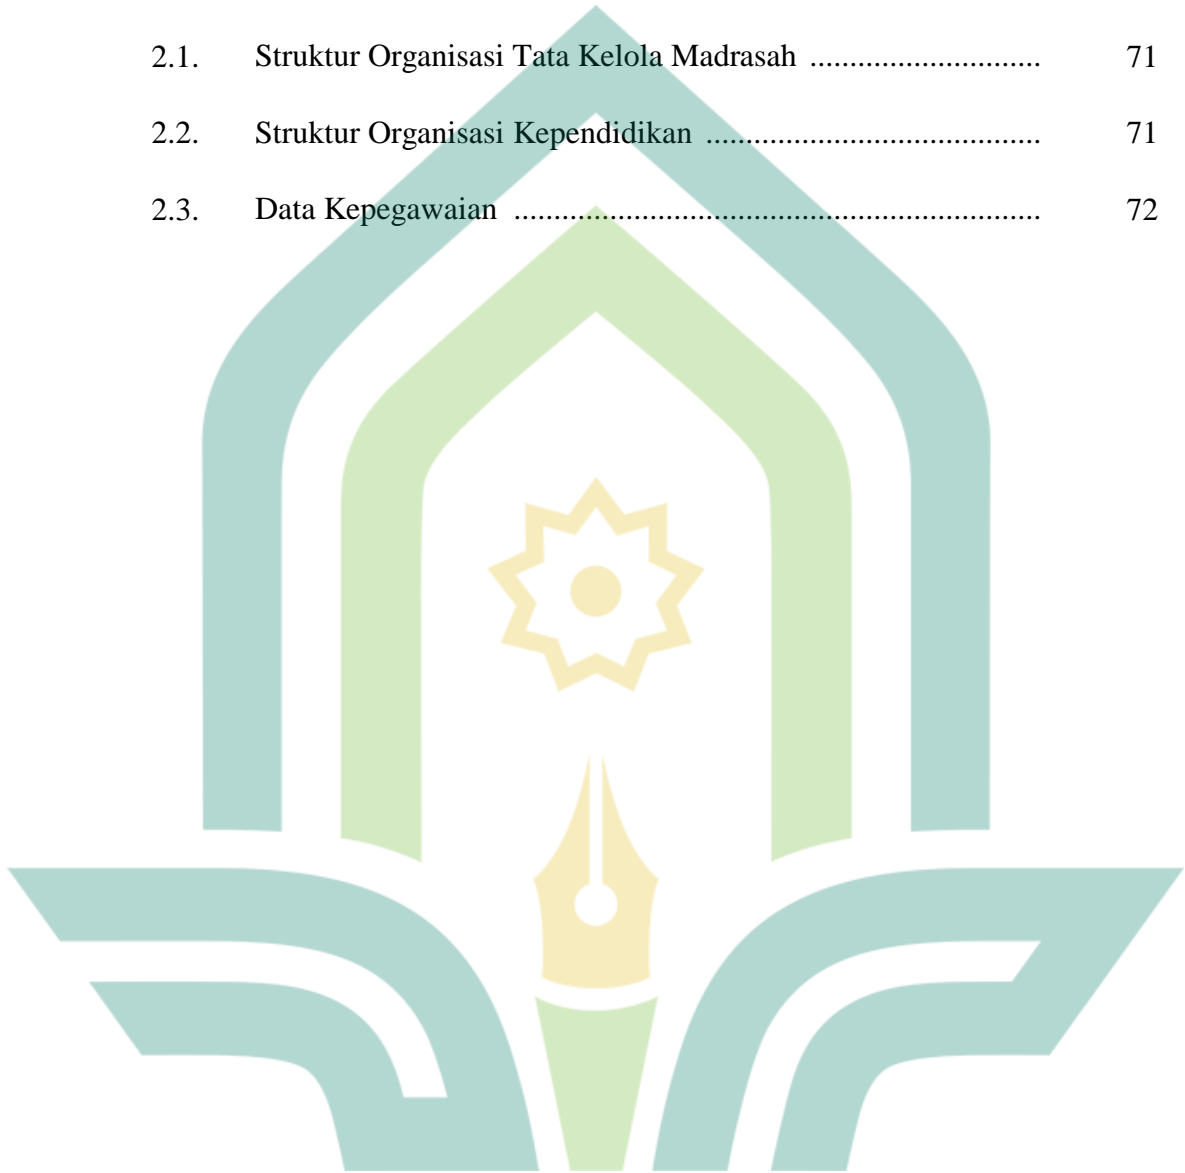 2.1. Struktur Organisasi Tata Kelola Madrasah ............................. 71
2.2. Struktur Organisasi Kependidikan .......................................... 71
2.3. Data Kepegawaian .................................................................. 72